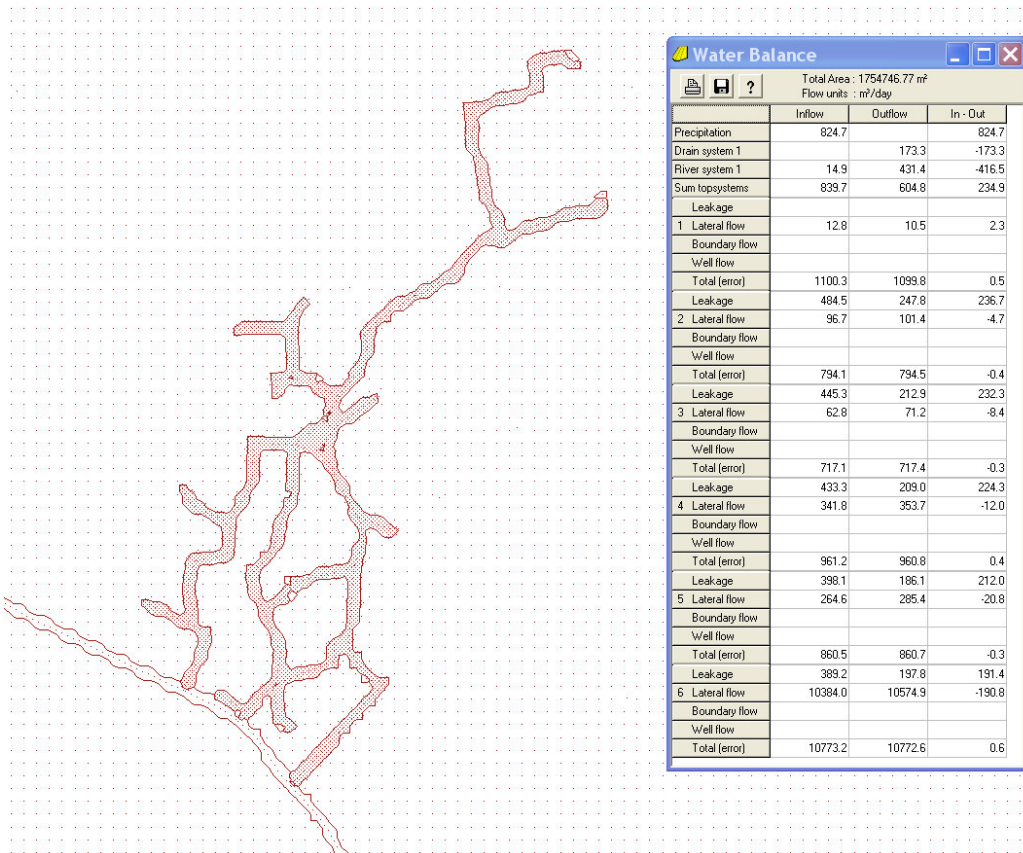 Water Balance
?
Total Area : 1754746.77 m²
Flow units : m³/day
Inflow Outflow In - Out
Precipitation 824.7 824.7
Drain system 1 173.3 -173.3
River system 1 14.9 431.4 -416.5
Sum topsystems 839.7 604.8 234.9
Leakage
1 Lateral flow 12.8 10.5 2.3
Boundary flow
Well flow
Total (error) 1100.3 1099.8 0.5
Leakage 484.5 247.8 236.7
2 Lateral flow 96.7 101.4 -4.7
Boundary flow
Well flow
Total (error) 794.1 794.5 -0.4
Leakage 445.3 212.9 232.3
3 Lateral flow 62.8 71.2 -8.4
Boundary flow
Well flow
Total (error) 717.1 717.4 -0.3
Leakage 433.3 209.0 224.3
4 Lateral flow 341.8 353.7 -12.0
Boundary flow
Well flow
Total (error) 961.2 960.8 0.4
Leakage 398.1 186.1 212.0
5 Lateral flow 264.6 285.4 -20.8
Boundary flow
Well flow
Total (error) 860.5 860.7 -0.3
Leakage 389.2 197.8 191.4
6 Lateral flow 10384.0 10574.9 -190.8
Boundary flow
Well flow
Total (error) 10773.2 10772.6 0.6